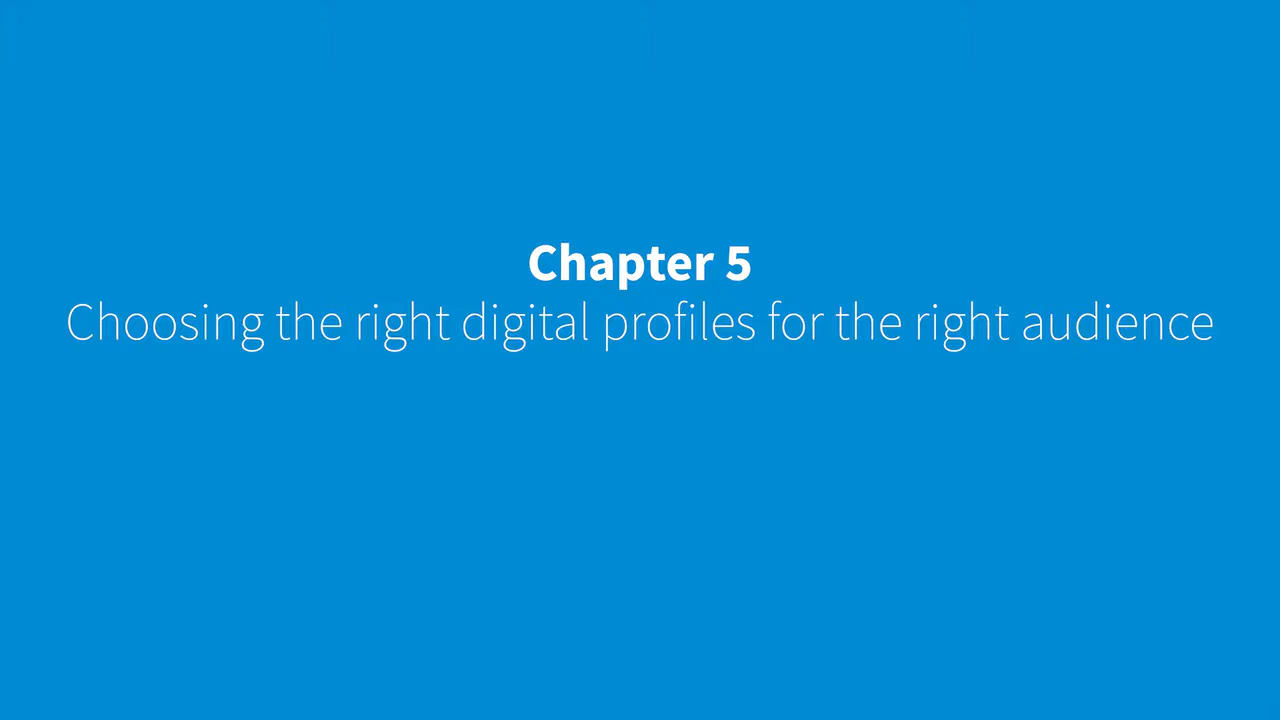 Chapter 5
Choosing the right digital profiles for the right audience